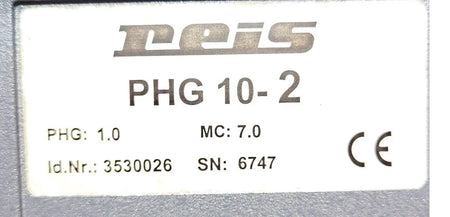 reis
PHG 10-2
PHG: 1.0 MC: 7.0
Id.Nr.: 3530026 SN: 6747 CE